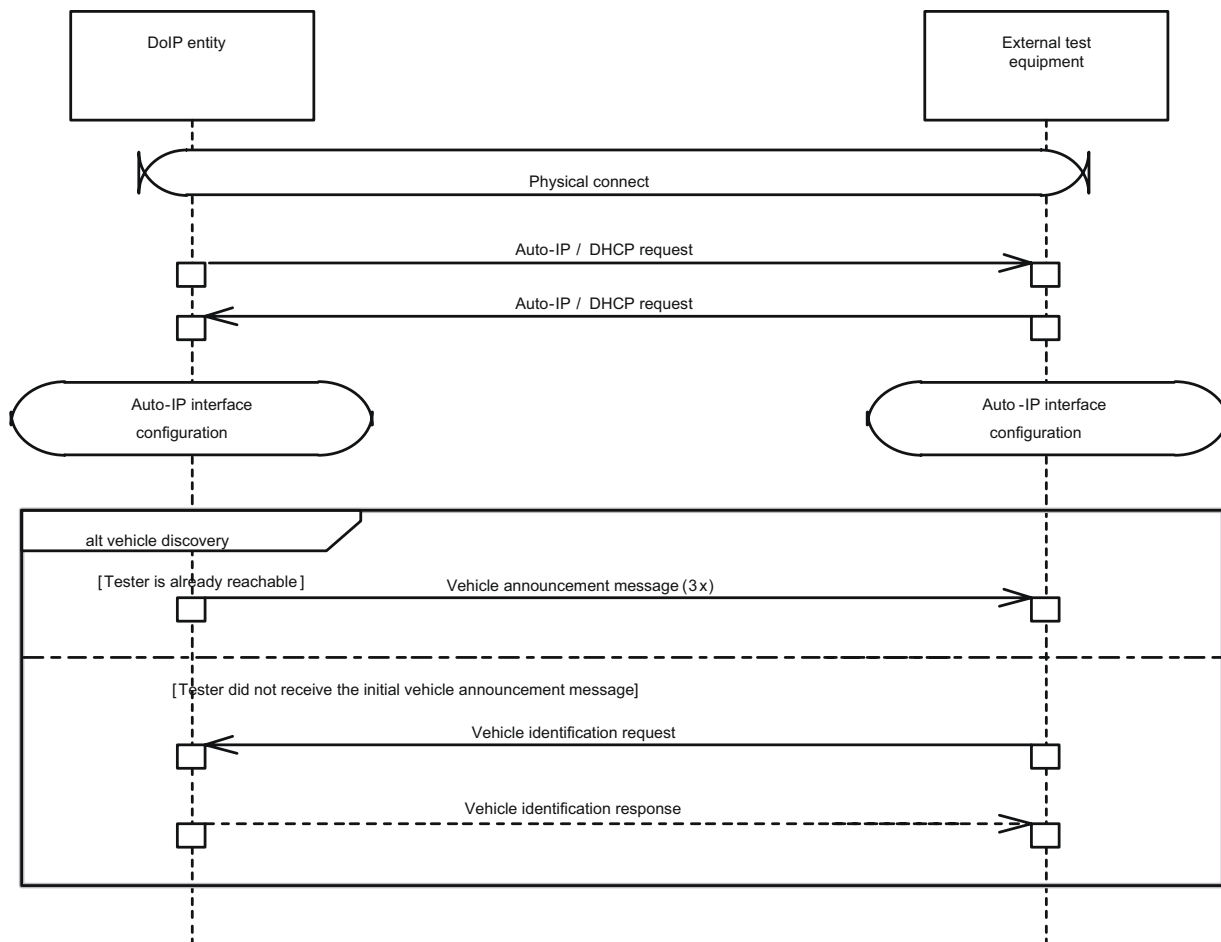 DoIP entity
External test
equipment
Physical connect
Auto-IP / DHCP request
Auto-IP / DHCP request
Auto-IP interface
configuration
Auto-IP interface
configuration
alt vehicle discovery
[Tester is already reachable]
Vehicle announcement message (3x)
[Tester did not receive the initial vehicle announcement message]
Vehicle identification request
Vehicle identification response